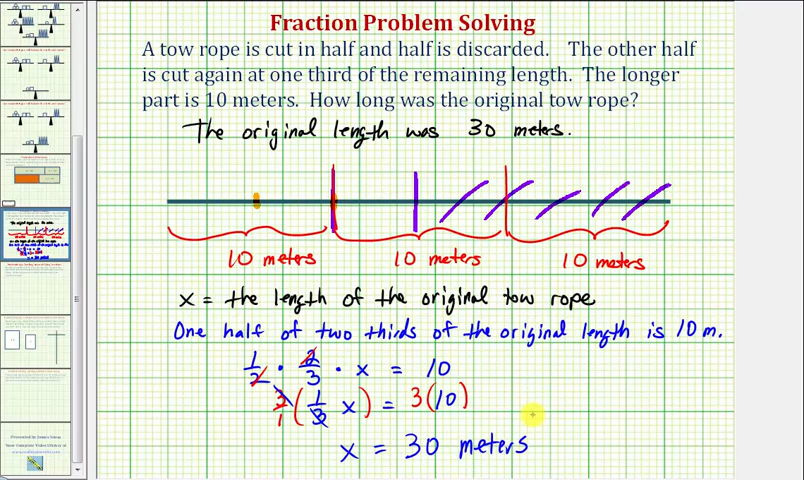 Fraction Problem Solving
A tow rope is cut in half and half is discarded. The other half
is cut again at one third of the remaining length. The longer
part is 10 meters. How long was the original tow rope?
The original length was 30 meters.
10 meters 10 meters 10 meters
x = the length of the original tow rope
One half of two thirds of the original length is 10 m.
1/2 · 2/3 · x = 10
3/1 ( 1/3 x ) = 3 ( 10 )
x = 30 meters